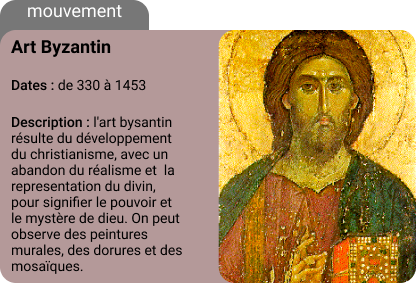 mouvement
Art Byzantin
Dates : de 330 à 1453
Description : l'art bysantin
résulte du développement
du christianisme, avec un
abandon du réalisme et la
representation du divin,
pour signifier le pouvoir et
le mystère de dieu. On peut
observe des peintures
murales, des dorures et des
mosaïques.